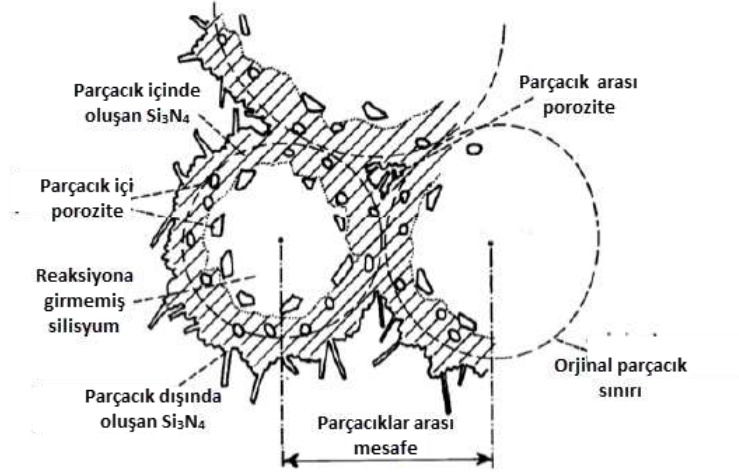 Parçacık içinde
oluşan Si₃N₄
Parçacık arası
porozite
Parçacık içi
porozite
Reaksiyona
girmemiş
silisyum
Orjinal parçacık
sınırı
Parçacık dışında
oluşan Si₃N₄
Parçacıklar arası
mesafe